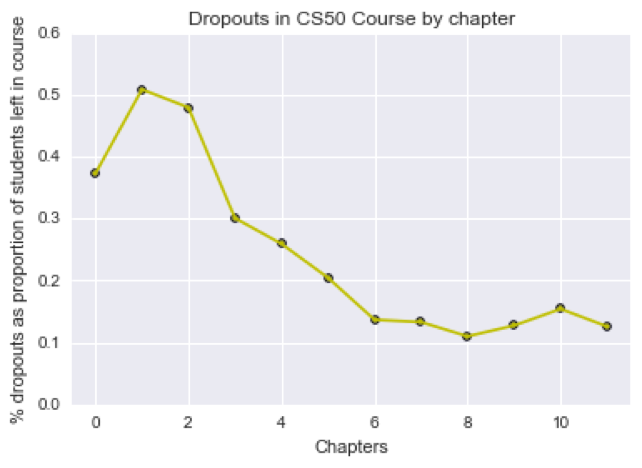 Dropouts in CS50 Course by chapter
% dropouts as proportion of students left in course
0.6
0.5
0.4
0.3
0.2
0.1
0.0
0 2 4 6 8 10
Chapters